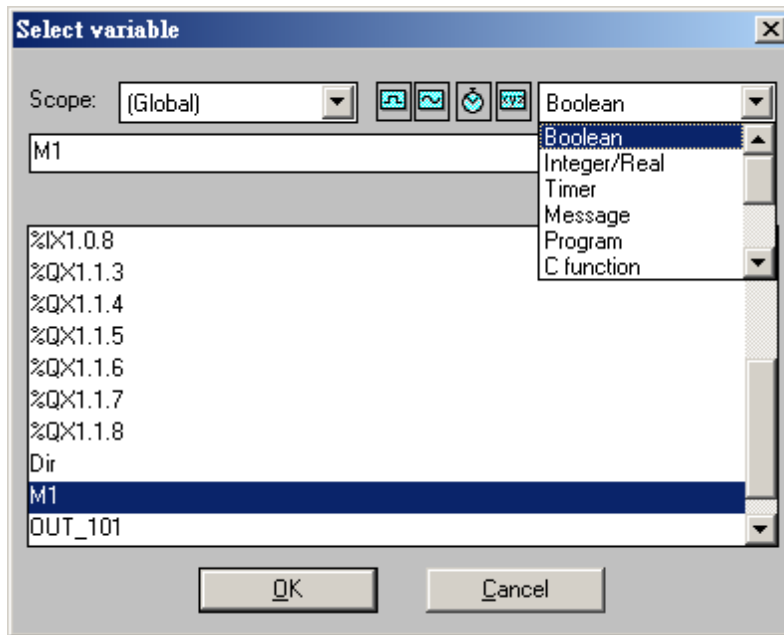 Select variable
Scope: (Global) xyz Boolean
Boolean
M1
Integer/Real
Timer
Message
Program
C function
%IX1.0.8
%QX1.1.3
%QX1.1.4
%QX1.1.5
%QX1.1.6
%QX1.1.7
%QX1.1.8
Dir
M1
OUT_101
OK Cancel